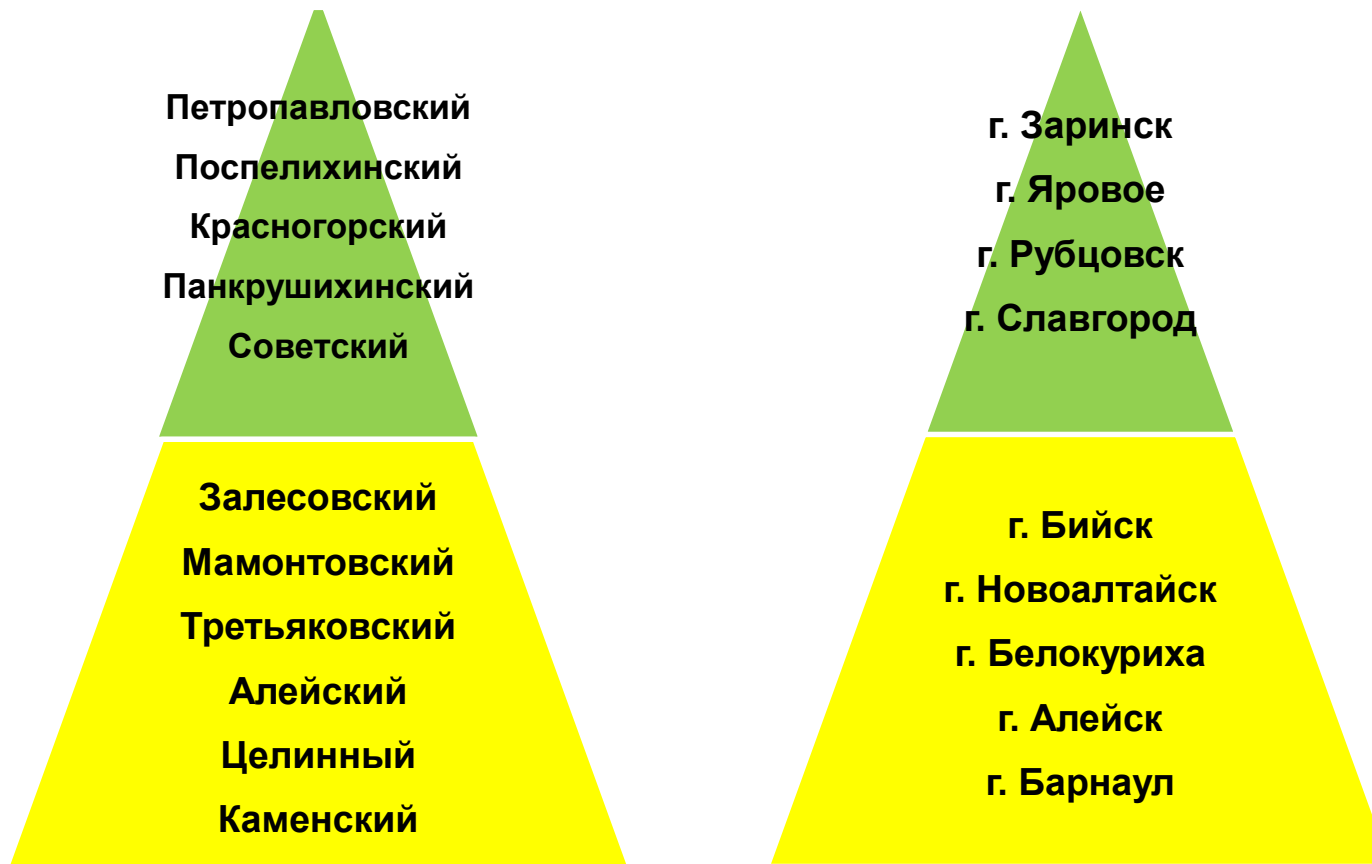 Петропавловский
Поспелихинский
Красногорский
Панкрушихинский
Советский
Залесовский
Мамонтовский
Третьяковский
Алейский
Целинный
Каменский
г. Заринск
г. Яровое
г. Рубцовск
г. Славгород
г. Бийск
г. Новоалтайск
г. Белокуриха
г. Алейск
г. Барнаул